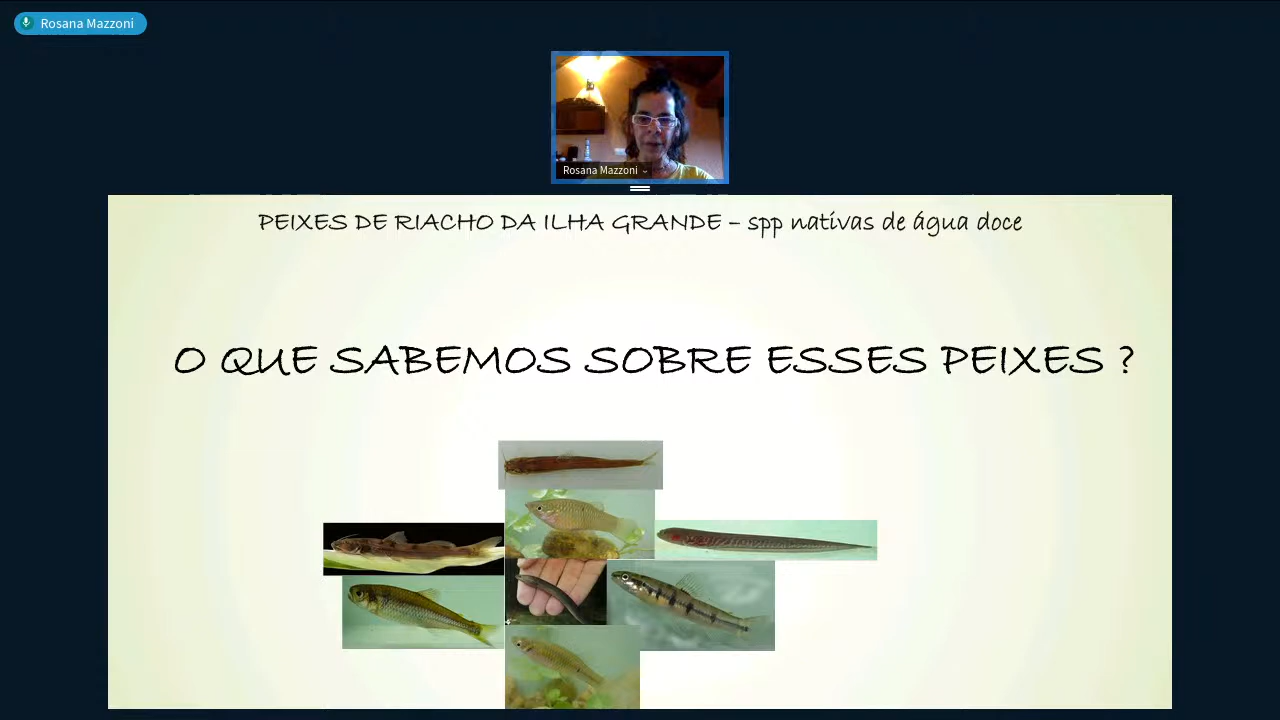 Rosana Mazzoni
Rosana Mazzoni
PEIXES DE RIACHO DA ILHA GRANDE – spp nativas de água doce
O QUE SABEMOS SOBRE ESSES PEIXES ?